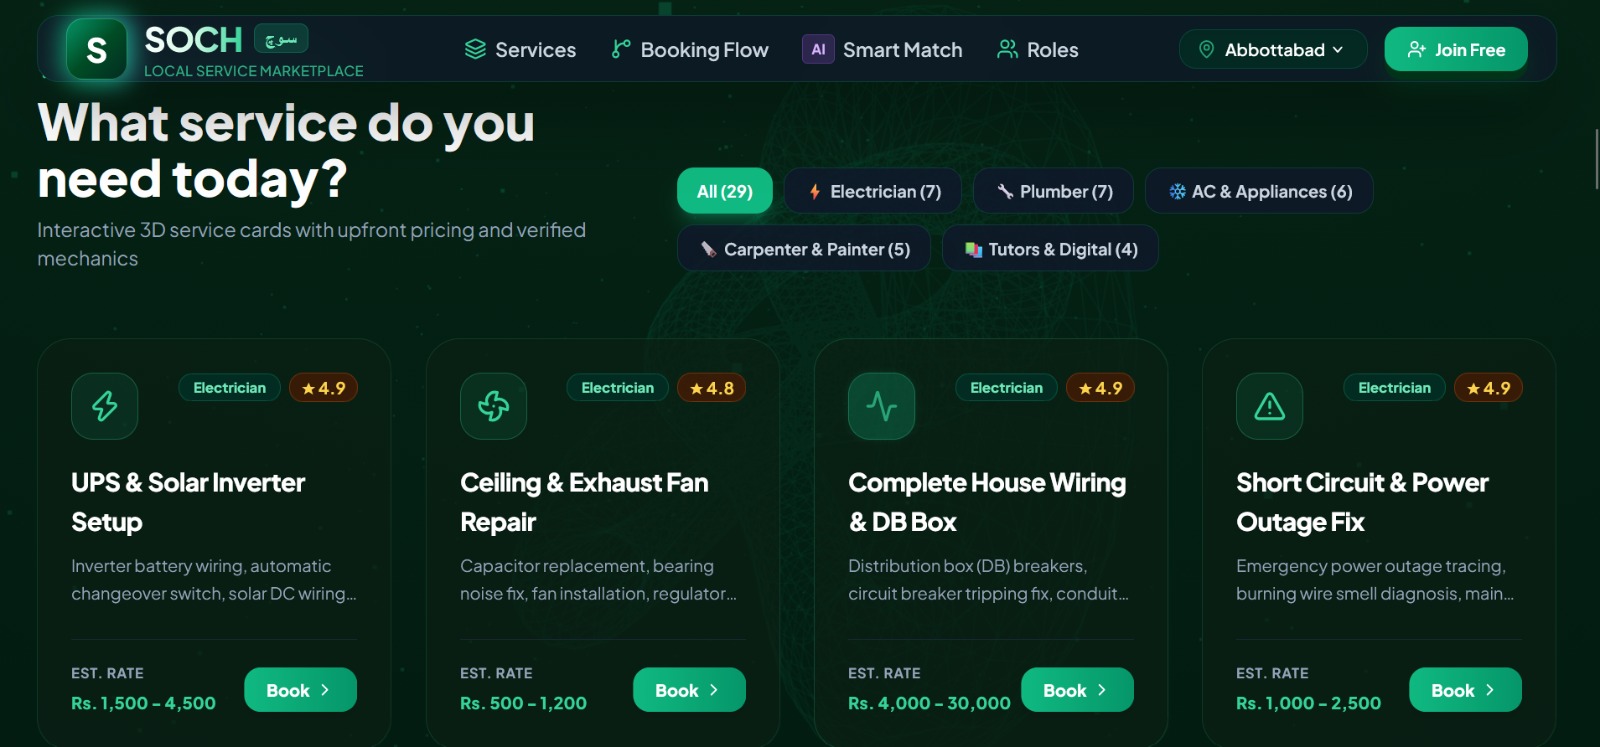 S
SOCH سوچ
LOCAL SERVICE MARKETPLACE
Services
Booking Flow
AI Smart Match
Roles
Abbottabad
Join Free
What service do you
need today?
Interactive 3D service cards with upfront pricing and verified
mechanics
All (29)
Electrician (7)
Plumber (7)
AC & Appliances (6)
Carpenter & Painter (5)
Tutors & Digital (4)
Electrician ★ 4.9
UPS & Solar Inverter
Setup
Inverter battery wiring, automatic
changeover switch, solar DC wiring...
EST. RATE
Rs. 1,500 – 4,500
Book
Electrician ★ 4.8
Ceiling & Exhaust Fan
Repair
Capacitor replacement, bearing
noise fix, fan installation, regulator...
EST. RATE
Rs. 500 – 1,200
Book
Electrician ★ 4.9
Complete House Wiring
& DB Box
Distribution box (DB) breakers,
circuit breaker tripping fix, conduit...
EST. RATE
Rs. 4,000 – 30,000
Book
Electrician ★ 4.9
Short Circuit & Power
Outage Fix
Emergency power outage tracing,
burning wire smell diagnosis, main...
EST. RATE
Rs. 1,000 – 2,500
Book